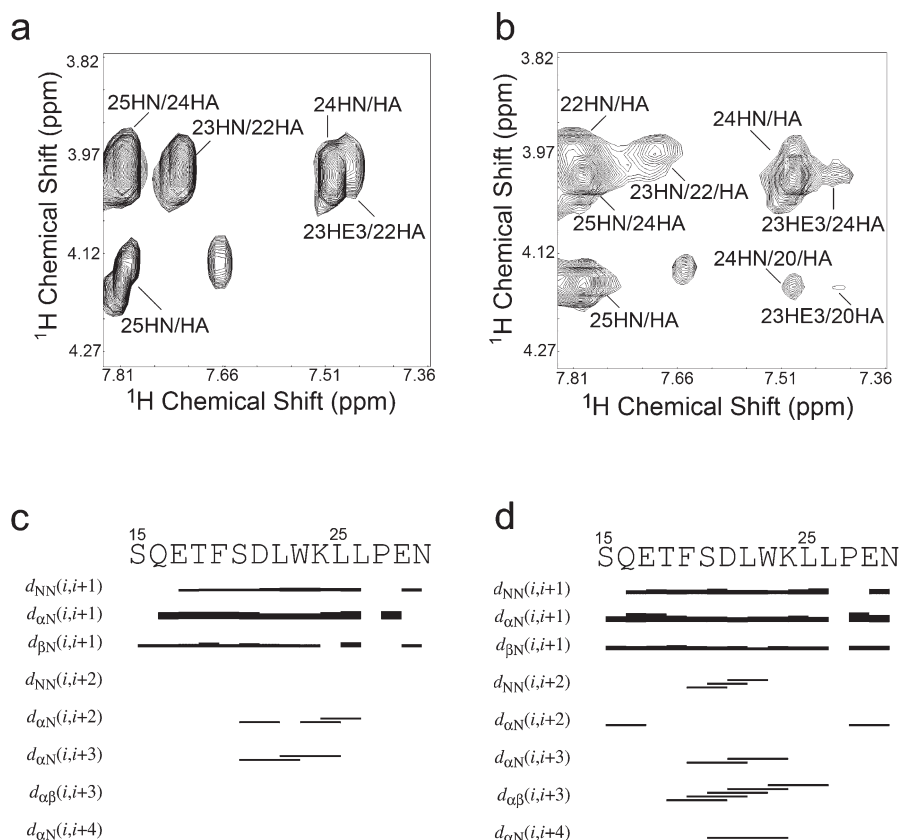 a
3.82
3.97
4.12
4.27
¹H Chemical Shift (ppm)
25HN/24HA
23HN/22HA
24HN/HA
23HE3/22HA
25HN/HA
7.81 7.66 7.51 7.36
¹H Chemical Shift (ppm)
b
3.82
3.97
4.12
4.27
¹H Chemical Shift (ppm)
22HN/HA
24HN/HA
23HN/22/HA
25HN/24HA
23HE3/24HA
24HN/20/HA
25HN/HA
23HE3/20HA
7.81 7.66 7.51 7.36
¹H Chemical Shift (ppm)
c
15 25
SQETFSDLWKLLPEN
dNN(i,i+1)
dαN(i,i+1)
dβN(i,i+1)
dNN(i,i+2)
dαN(i,i+2)
dαN(i,i+3)
dαβ(i,i+3)
dαN(i,i+4)
d
15 25
SQETFSDLWKLLPEN
dNN(i,i+1)
dαN(i,i+1)
dβN(i,i+1)
dNN(i,i+2)
dαN(i,i+2)
dαN(i,i+3)
dαβ(i,i+3)
dαN(i,i+4)